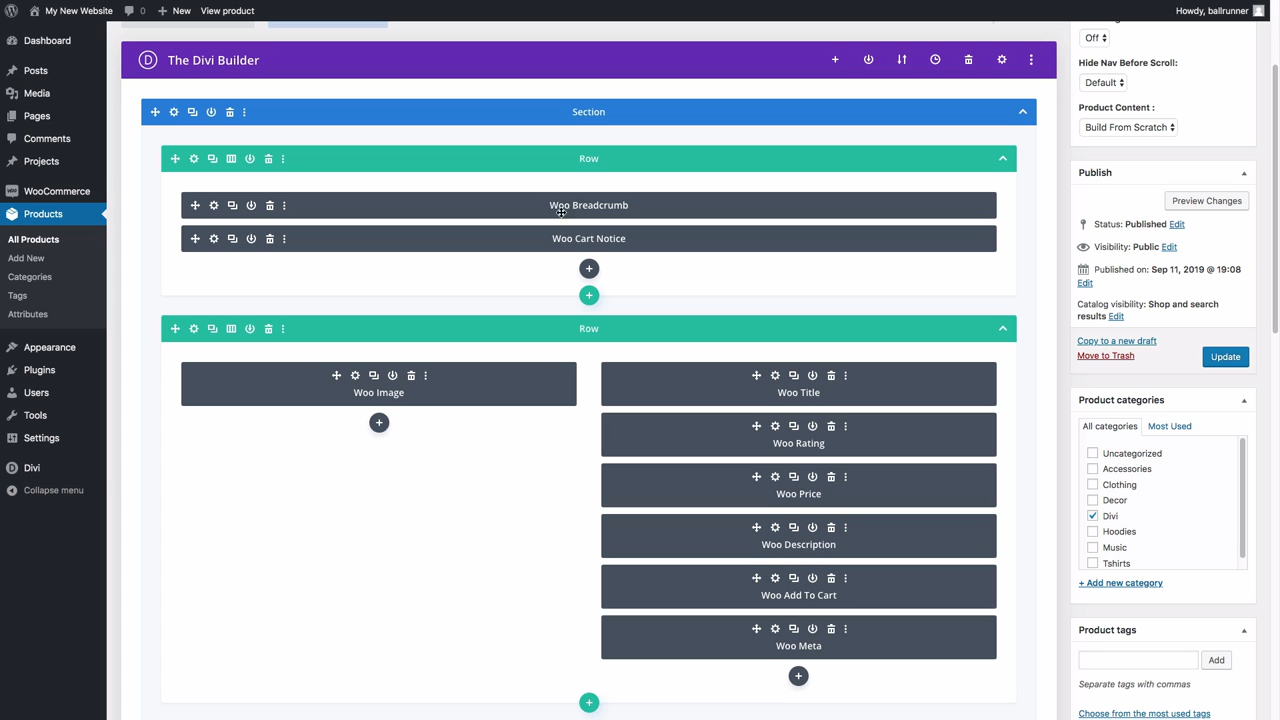 My New Website
0
New
View product
Howdy, ballrunner
Dashboard
Posts
Media
Pages
Comments
Projects
WooCommerce
Products
All Products
Add New
Categories
Tags
Attributes
Appearance
Plugins
Users
Tools
Settings
Divi
Collapse menu
D
The Divi Builder
Section
Row
Woo Breadcrumb
Woo Cart Notice
Row
Woo Image
Woo Title
Woo Rating
Woo Price
Woo Description
Woo Add To Cart
Woo Meta
Off
Hide Nav Before Scroll:
Default
Product Content :
Build From Scratch
Publish
Preview Changes
Status: Published Edit
Visibility: Public Edit
Published on: Sep 11, 2019 @ 19:08
Edit
Catalog visibility: Shop and search
results Edit
Copy to a new draft
Move to Trash
Update
Product categories
All categories
Most Used
Uncategorized
Accessories
Clothing
Decor
Divi
Hoodies
Music
Tshirts
+ Add new category
Product tags
Add
Separate tags with commas
Choose from the most used tags